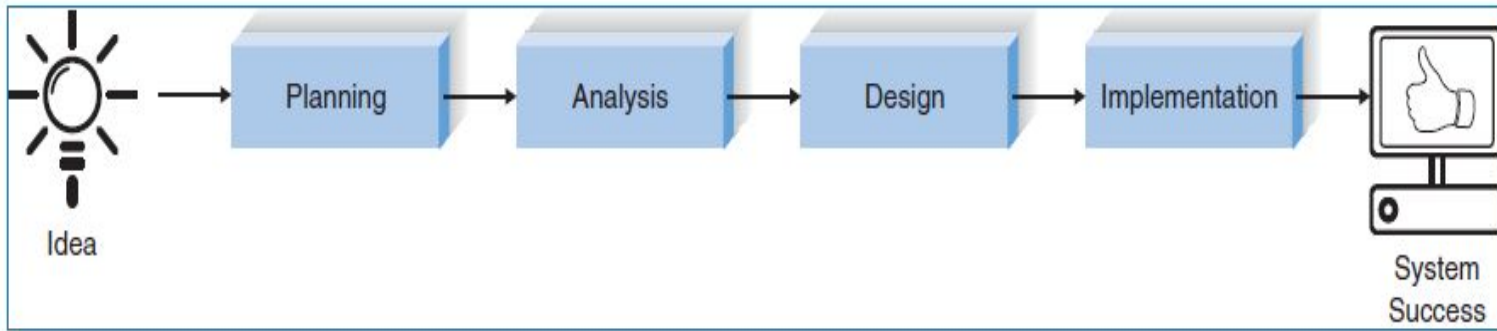 Idea
Planning
Analysis
Design
Implementation
System
Success